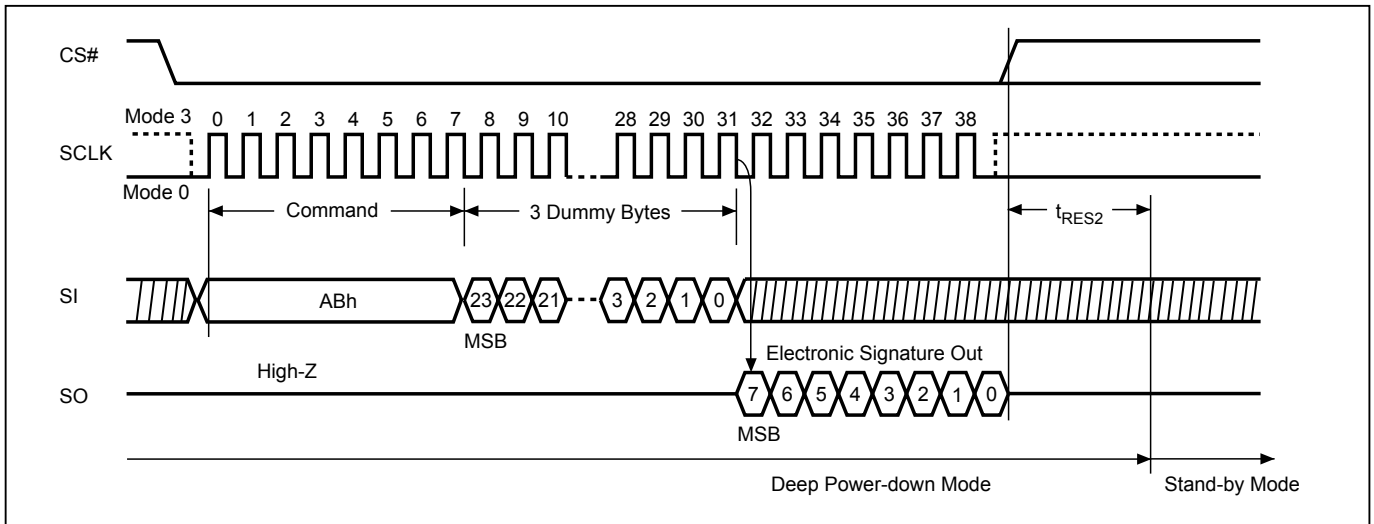 CS#
Mode 3
0 1 2 3 4 5 6 7 8 9 10 28 29 30 31 32 33 34 35 36 37 38
SCLK
Mode 0
Command
3 Dummy Bytes
tRES2
SI
ABh
23 22 21 3 2 1 0
MSB
Electronic Signature Out
High-Z
SO
7 6 5 4 3 2 1 0
MSB
Deep Power-down Mode
Stand-by Mode